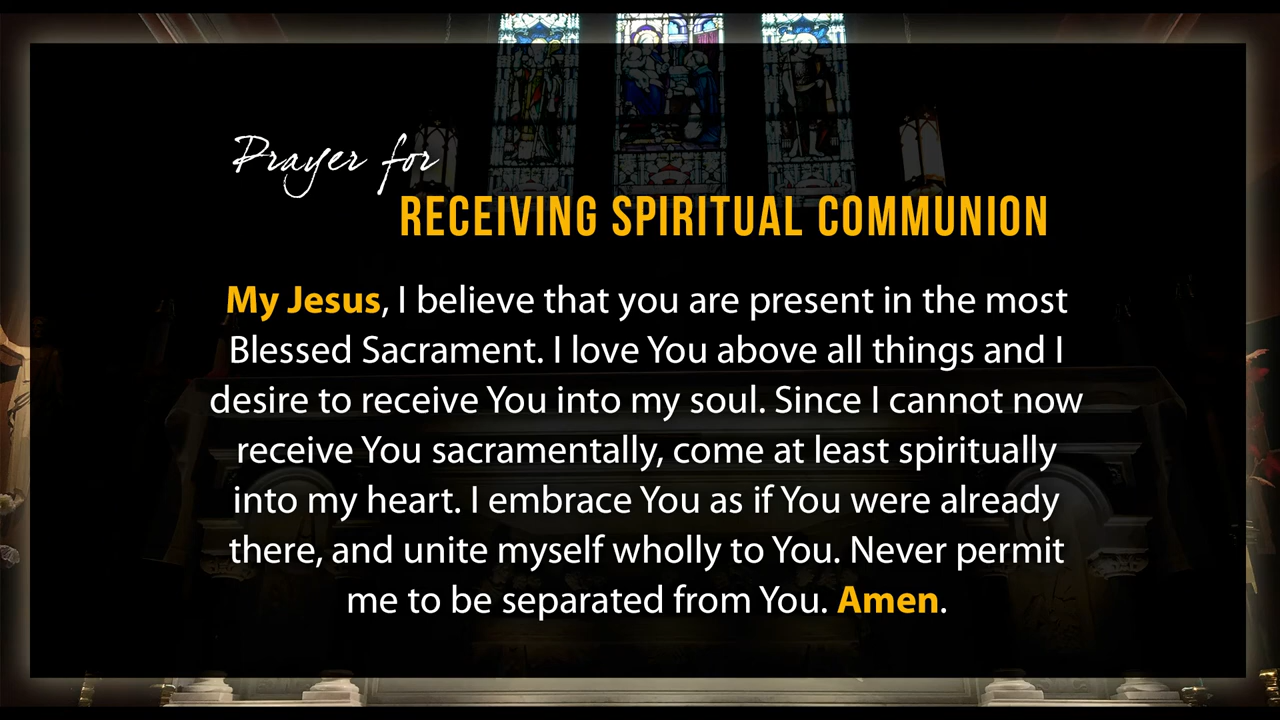 Prayer for
RECEIVING SPIRITUAL COMMUNION
My Jesus, I believe that you are present in the most
Blessed Sacrament. I love You above all things and I
desire to receive You into my soul. Since I cannot now
receive You sacramentally, come at least spiritually
into my heart. I embrace You as if You were already
there, and unite myself wholly to You. Never permit
me to be separated from You. Amen.